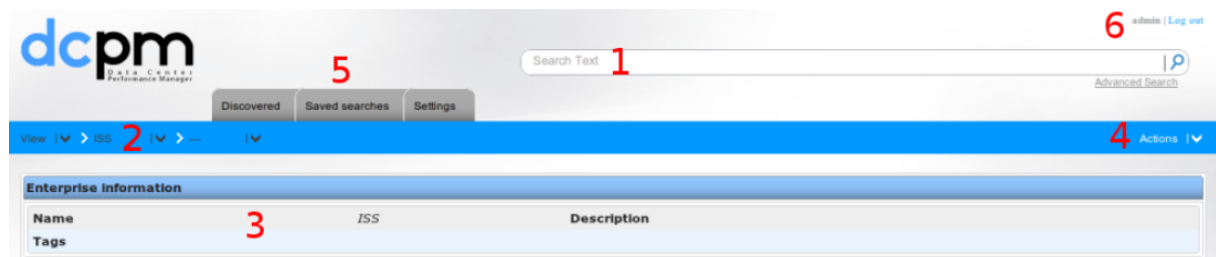 6 admin | Log out
dcpm
Data Center
Performance Manager
Search Text 1
Advanced Search
5
Discovered Saved searches Settings
View ISS 2 --- 4 Actions
Enterprise Information
Name ISS Description
3
Tags